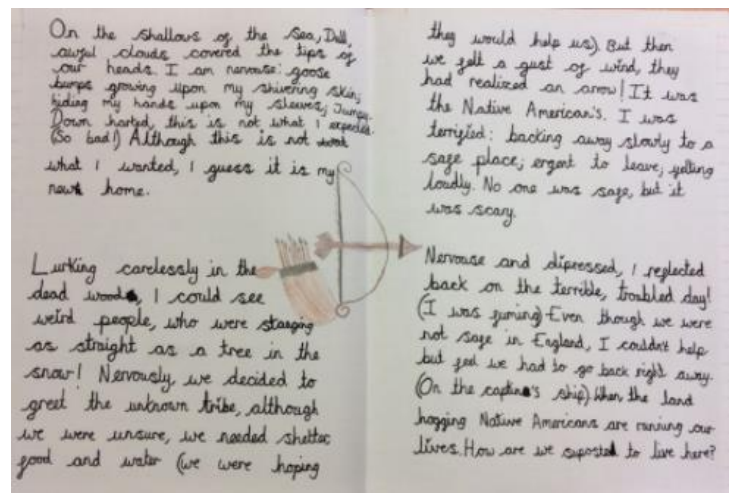 On the shallows of the sea, Dull,
awful clouds covered the tips of
our heads. I am nervouse: goose
bumps growing upon my shivering skin;
hiding my hands upon my sleeves; Jumpy.
Down harted, this is not what I expected.
(So bad!) Although this is not
what I wanted, I guess it is my
new home.
Lurking carelessly in the
dead woods, I could see
weird people, who were standing
as straight as a tree in the
snow! Nervously, we decided to
greet the unknown tribe, although
we were unsure, we needed shelter,
food and water (we were hoping
they would help us). But then
we felt a gust of wind, they
had realized an arrow! It was
the Native American's. I was
terrified: backing away slowly to a
safe place; ergent to leave; yelling
loudly. No one was safe, but it
was scary.
Nervouse and dipressed, I reflected
back on the terrible, troubled day!
(I was fuming) Even though we were
not safe in England, I couldn't help
but feel we had to go back right away.
(On the captin's ship). When the land
hogging Native Americans are running our
lives. How are we suposted to live here?